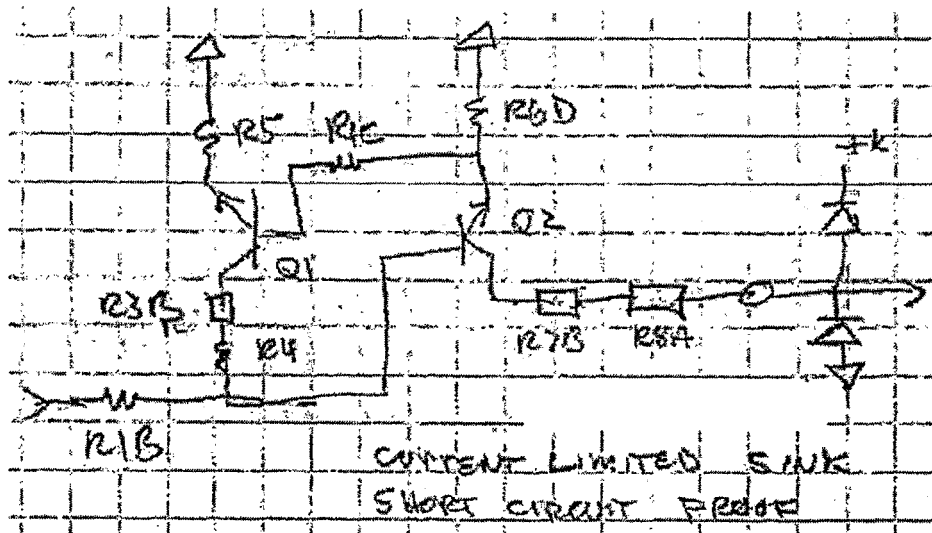 R5
R1C
R6D
+k
Q2
Q1
R3B
R4
R7B
R8A
R1B
CURRENT LIMITED SINK
SHORT CIRCUIT PROOF